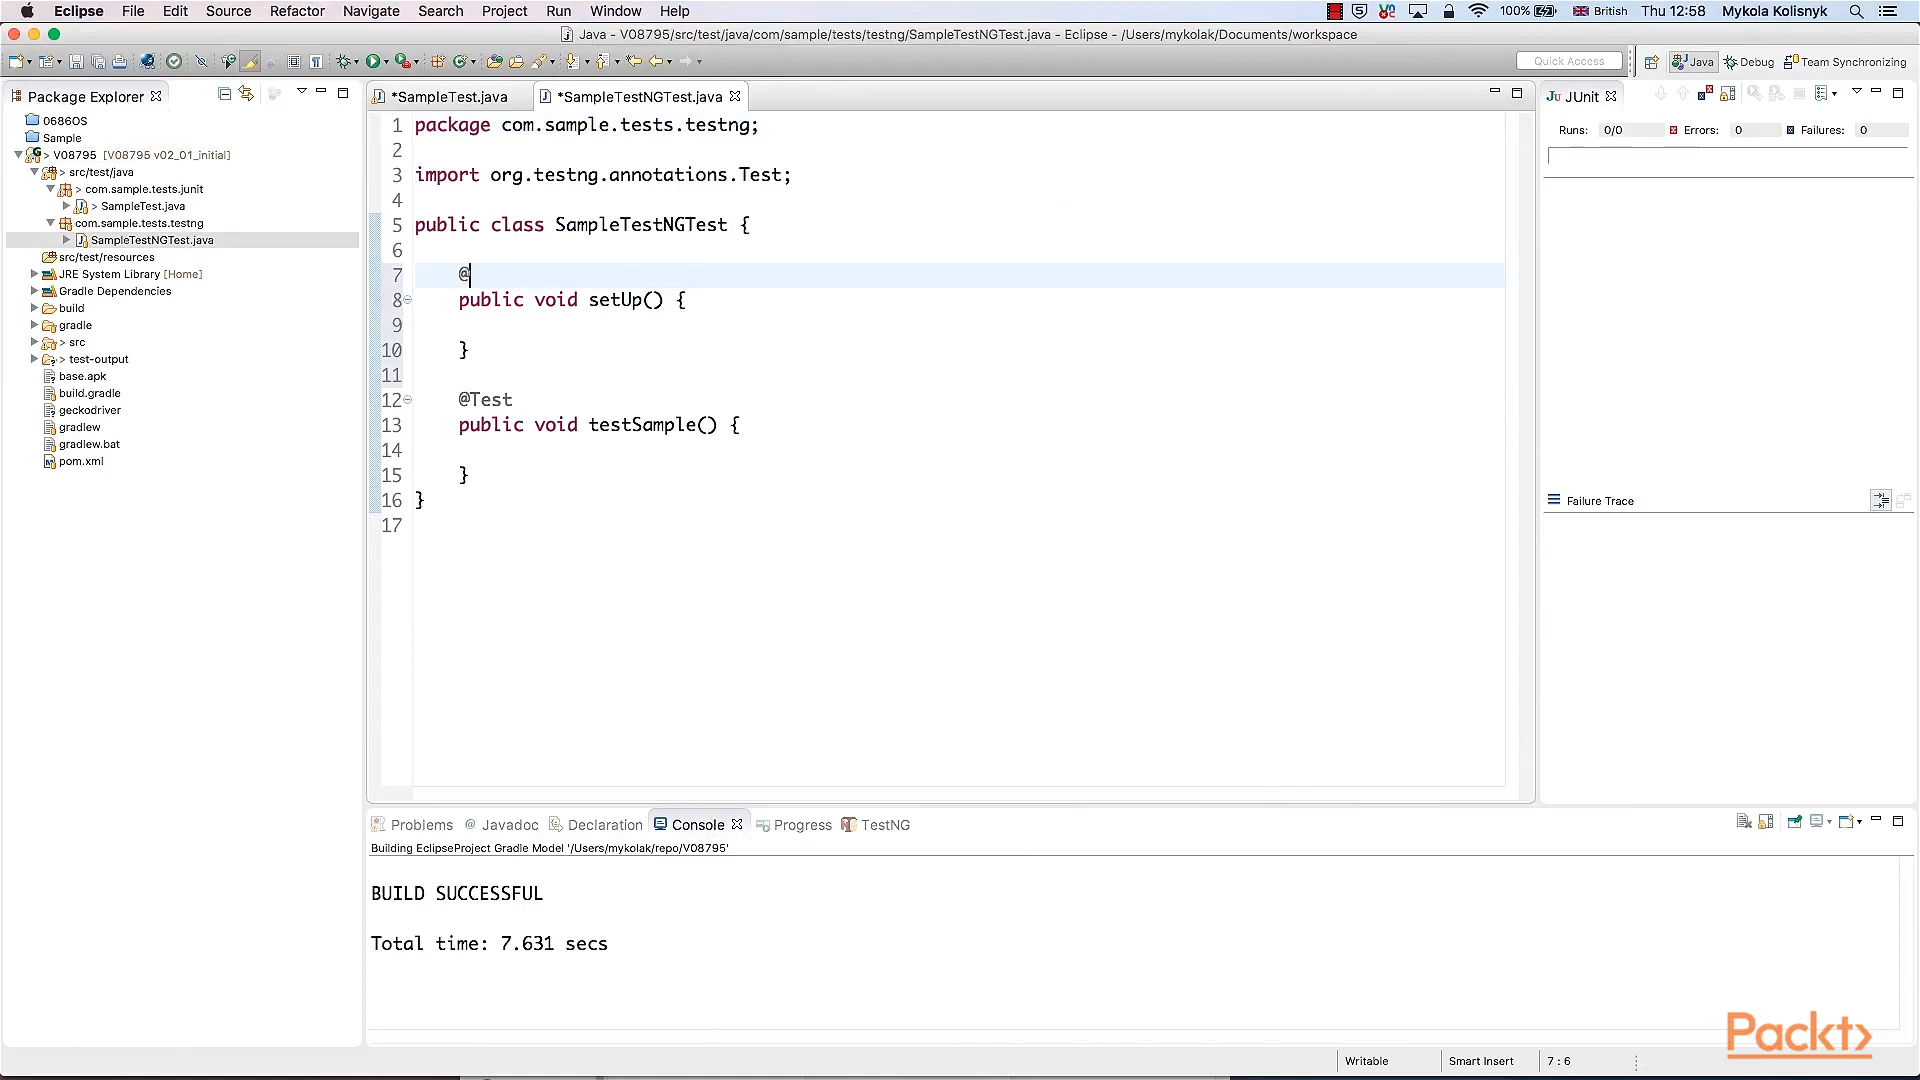 Eclipse File Edit Source Refactor Navigate Search Project Run Window Help 100% British Thu 12:58 Mykola Kolisnyk
Java - V08795/src/test/java/com/sample/tests/testng/SampleTestNGTest.java - Eclipse - /Users/mykolak/Documents/workspace
Quick Access Java Debug Team Synchronizing
Package Explorer
0686OS
Sample
> V08795 [V08795 v02_01_initial]
> src/test/java
> com.sample.tests.junit
> SampleTest.java
com.sample.tests.testng
SampleTestNGTest.java
src/test/resources
JRE System Library [Home]
Gradle Dependencies
build
gradle
> src
> test-output
base.apk
build.gradle
geckodriver
gradlew
gradlew.bat
pom.xml
*SampleTest.java *SampleTestNGTest.java
1 package com.sample.tests.testng;
2
3 import org.testng.annotations.Test;
4
5 public class SampleTestNGTest {
6
7 @
8 public void setUp() {
9
10 }
11
12 @Test
13 public void testSample() {
14
15 }
16 }
17
JUnit
Runs: 0/0 Errors: 0 Failures: 0
Failure Trace
Problems @ Javadoc Declaration Console Progress TestNG
Building EclipseProject Gradle Model '/Users/mykolak/repo/V08795'
BUILD SUCCESSFUL
Total time: 7.631 secs
Packt>
Writable Smart Insert 7 : 6